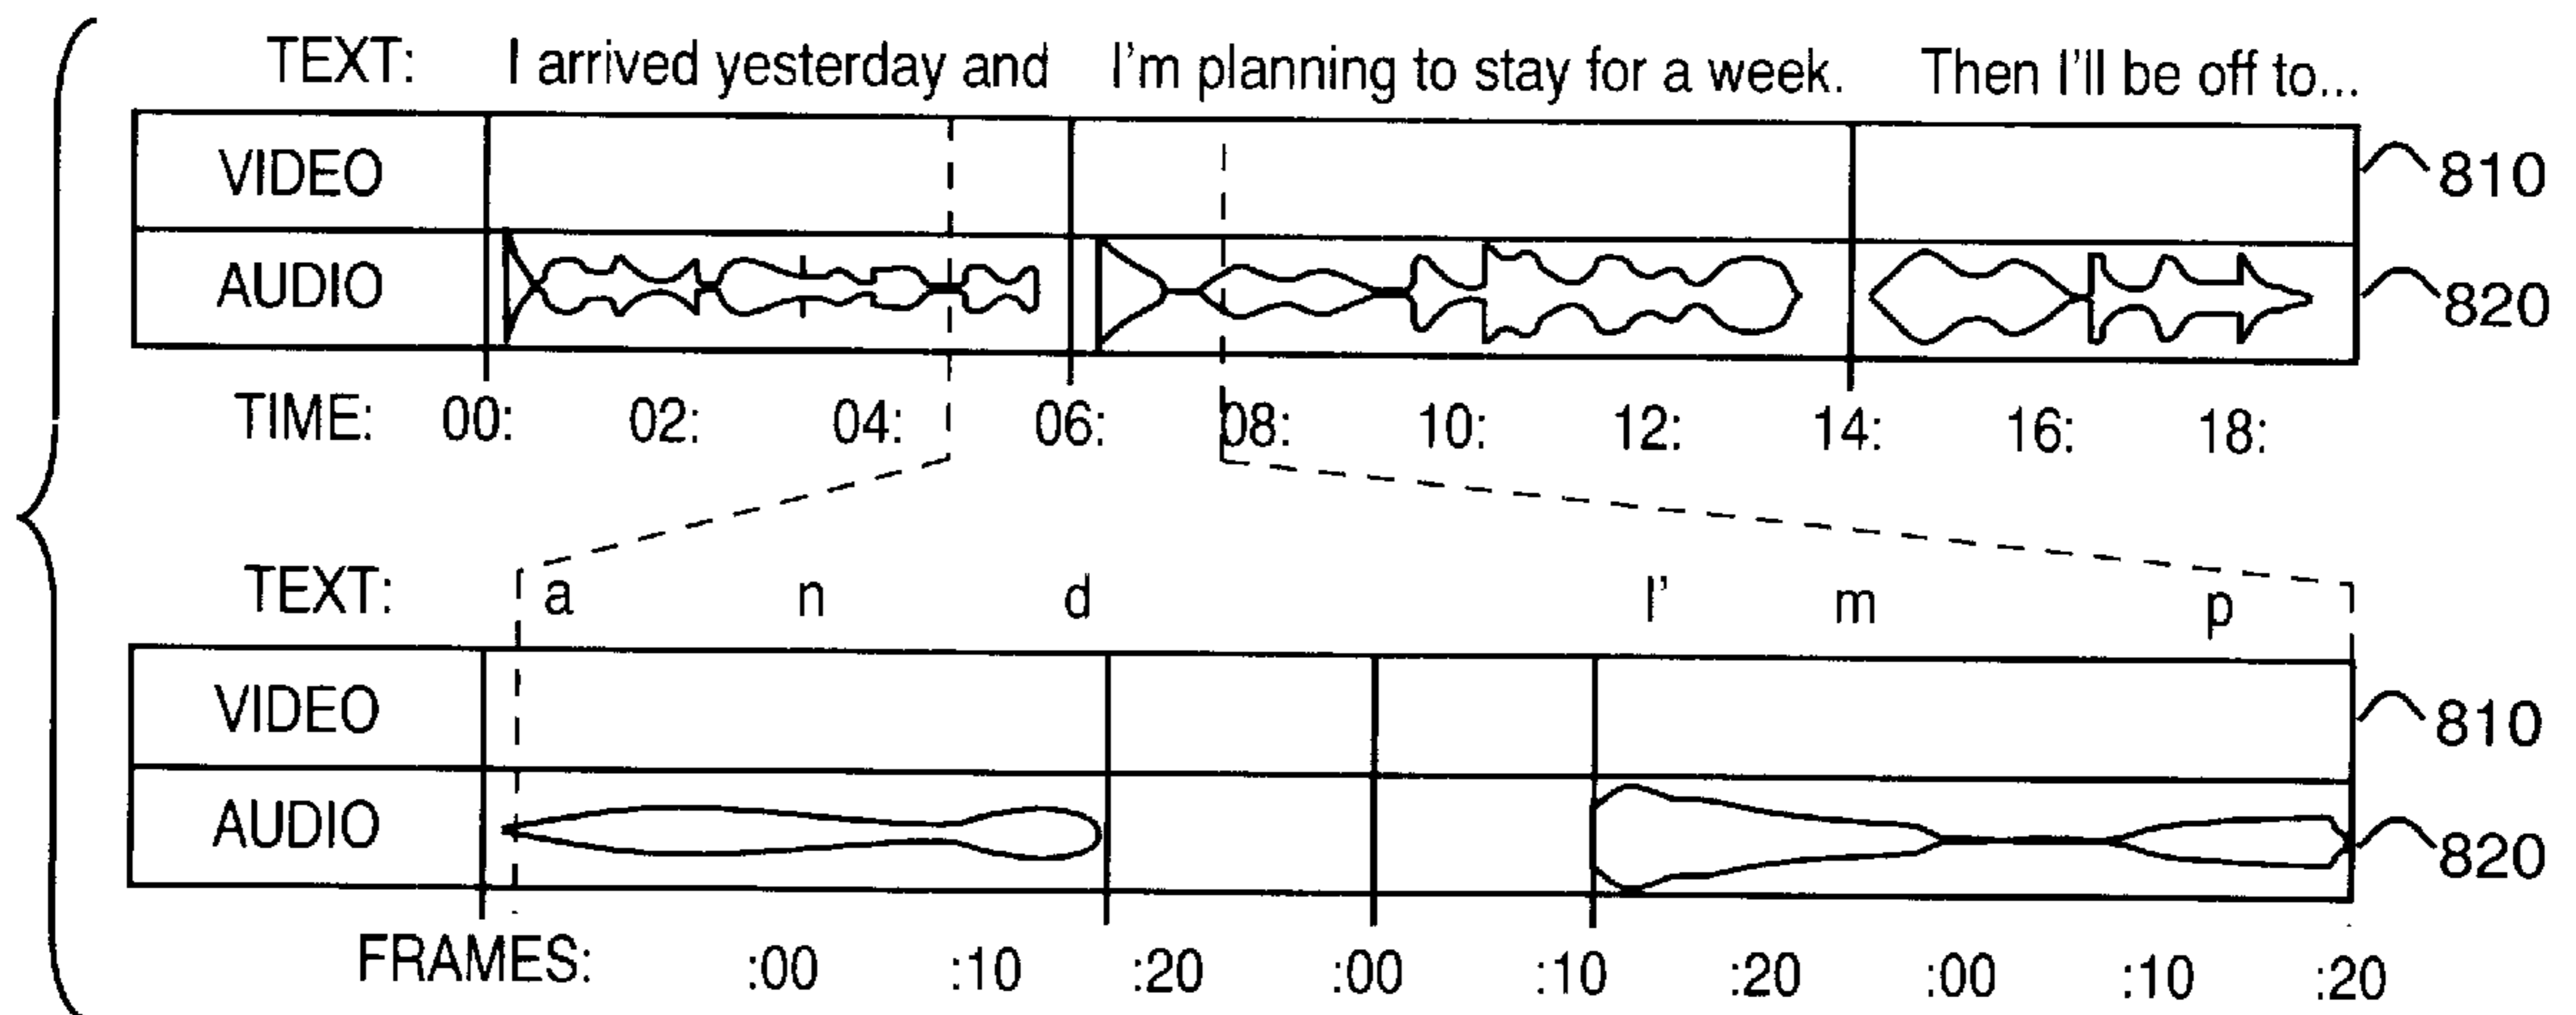 TEXT: I arrived yesterday and I'm planning to stay for a week. Then I'll be off to...
VIDEO 810
AUDIO 820
TIME: 00: 02: 04: 06: 08: 10: 12: 14: 16: 18:
TEXT: a n d I' m p
VIDEO 810
AUDIO 820
FRAMES: :00 :10 :20 :00 :10 :20 :00 :10 :20